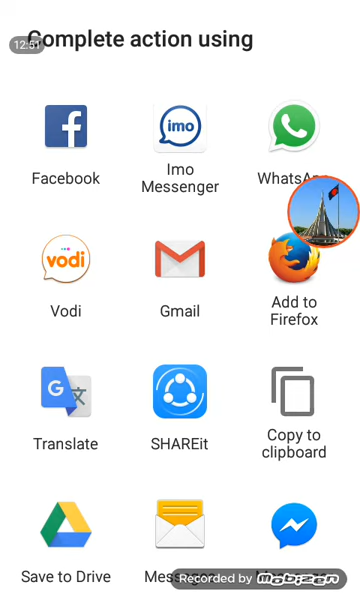 Complete action using
12:51
imo
Facebook
Imo
Messenger
vodi
Vodi
Gmail
Add to
Firefox
G
Translate
SHAREit
Copy to
clipboard
Save to Drive
Recorded by mobizen